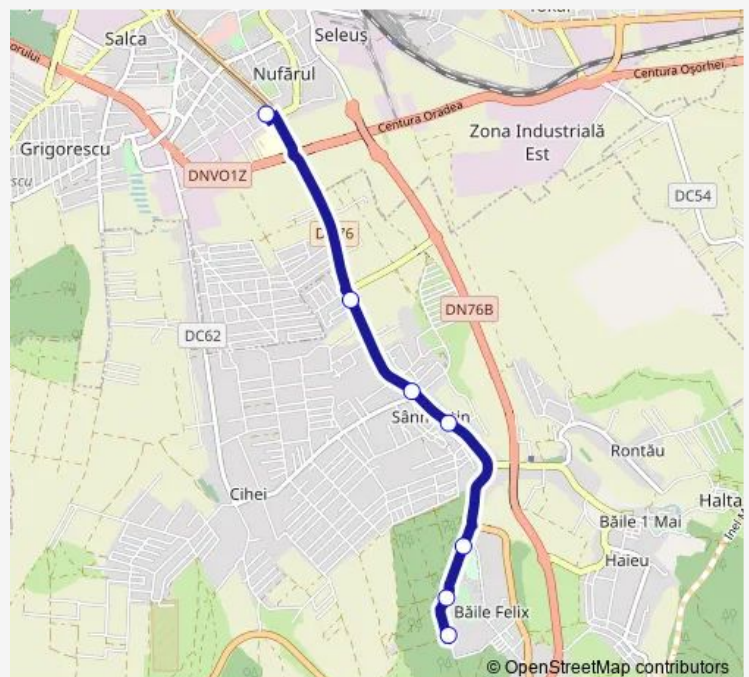 Salca
Seleuș
Nufărul
Centura Oșorhei
Centura Oradea
Zona Industrială
Est
Grigorescu
DNVO1Z
DC54
DN76B
DC62
Rontău
Cihei
Halta
Băile 1 Mai
Haieu
Băile Felix
© OpenStreetMap contributors